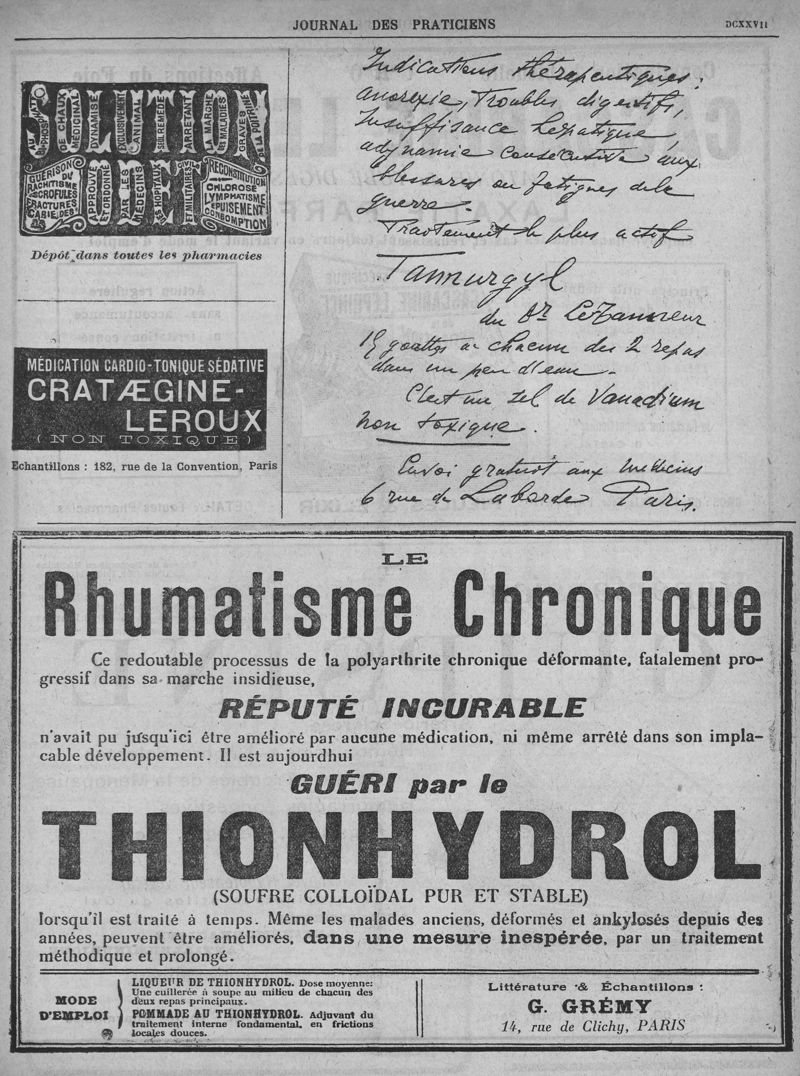 JOURNAL DES PRATICIENS
DCXXVII
SOLUTION
AU
BI-PHOSPHATE
DE CHAUX
MÉDICINAL
DYNAMISÉ
EXCLUSIVEMENT
ANIMAL
SEUL REMÈDE
ARRÊTANT
LA MARCHE
DES MALADIES
GRAVES
DE LA POITRINE
GUÉRISON DU
RACHITISME
SCROFULES
FRACTURES
CARIE DES
OS
APPROUVÉ
ET ORDONNÉ
PAR LES
MÉDECINS
DES HOPITAUX
CIVILS
ET MILITAIRES
RECONSTITUTION
CHLOROSE
LYMPHATISME
ÉPUISEMENT
CONSOMPTION
Dépôt dans toutes les pharmacies
MÉDICATION CARDIO-TONIQUE SÉDATIVE
CRATÆGINE-
LEROUX
(NON TOXIQUE)
Echantillons : 182, rue de la Convention, Paris
Indications thérapeutiques :
anorexie, Troubles digestifs,
Insuffisance hépatique,
adynamie consécutive aux
blessures ou fatigues de la
guerre.
Traitement le plus actif
Tannurgyl
du Dr Le Tanneur
15 gouttes à chacun des 2 repas
dans un peu d'eau.
C'est un sel de Vanadium
non toxique.
Envoi gratuit aux Médecins
6 rue de Laborde Paris.
LE
Rhumatisme Chronique
Ce redoutable processus de la polyarthrite chronique déformante, fatalement pro-
gressif dans sa marche insidieuse,
RÉPUTÉ INCURABLE
n'avait pu jusqu'ici être amélioré par aucune médication, ni même arrêté dans son impla-
cable développement. Il est aujourdhui
GUÉRI par le
THIONHYDROL
(SOUFRE COLLOÏDAL PUR ET STABLE)
lorsqu'il est traité à temps. Même les malades anciens, déformés et ankylosés depuis des
années, peuvent être améliorés, dans une mesure inespérée, par un traitement
méthodique et prolongé.
MODE
D'EMPLOI
LIQUEUR DE THIONHYDROL. Dose moyenne:
Une cuillerée à soupe au milieu de chacun des
deux repas principaux.
POMMADE AU THIONHYDROL. Adjuvant du
traitement interne fondamental, en frictions
locales douces.
Littérature & Échantillons :
G. GRÉMY
14, rue de Clichy, PARIS